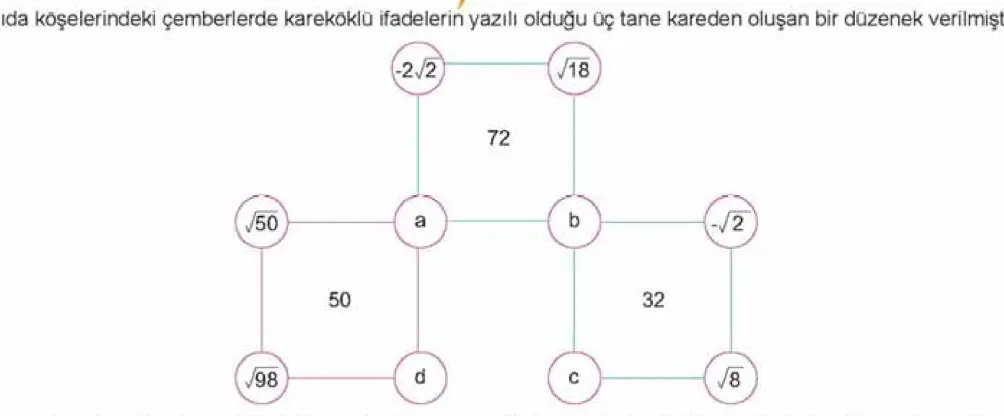 ıda köşelerindeki çemberlerde kareköklü ifadelerin yazılı olduğu üç tane kareden oluşan bir düzenek verilmişt
-2√2 √18
72
√50 a b -√2
50 32
√98 d c √8